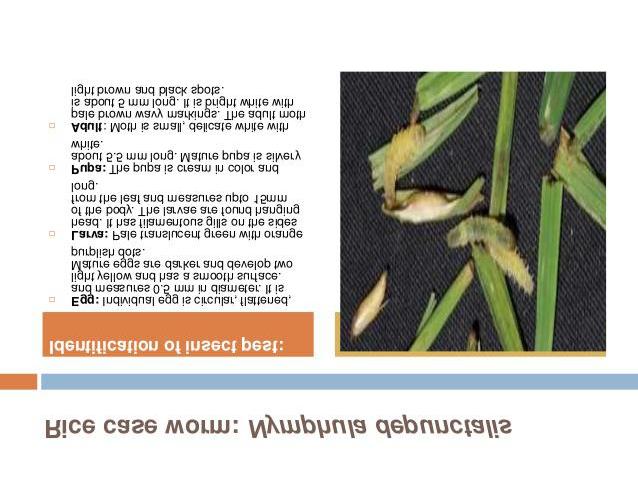 Rice case worm: Nymphula depunctalis
Identification of insect pest:
Egg: Individual egg is circular, flattened,
and measures 0.5 mm in diameter. It is
light yellow and has a smooth surface.
Mature eggs are darker and develop two
purplish dots.
Larva: Pale translucent green with orange
head. It has filamentous gills on the sides
of the body. The larvae are found hanging
from the leaf and measures upto 15mm
long.
Pupa: The pupa is cream in color and
about 5.5 mm long. Mature pupa is silvery
white.
Adult: Moth is small, delicate white with
pale brown wavy markings. The adult moth
is about 5 mm long. It is bright white with
light brown and black spots.